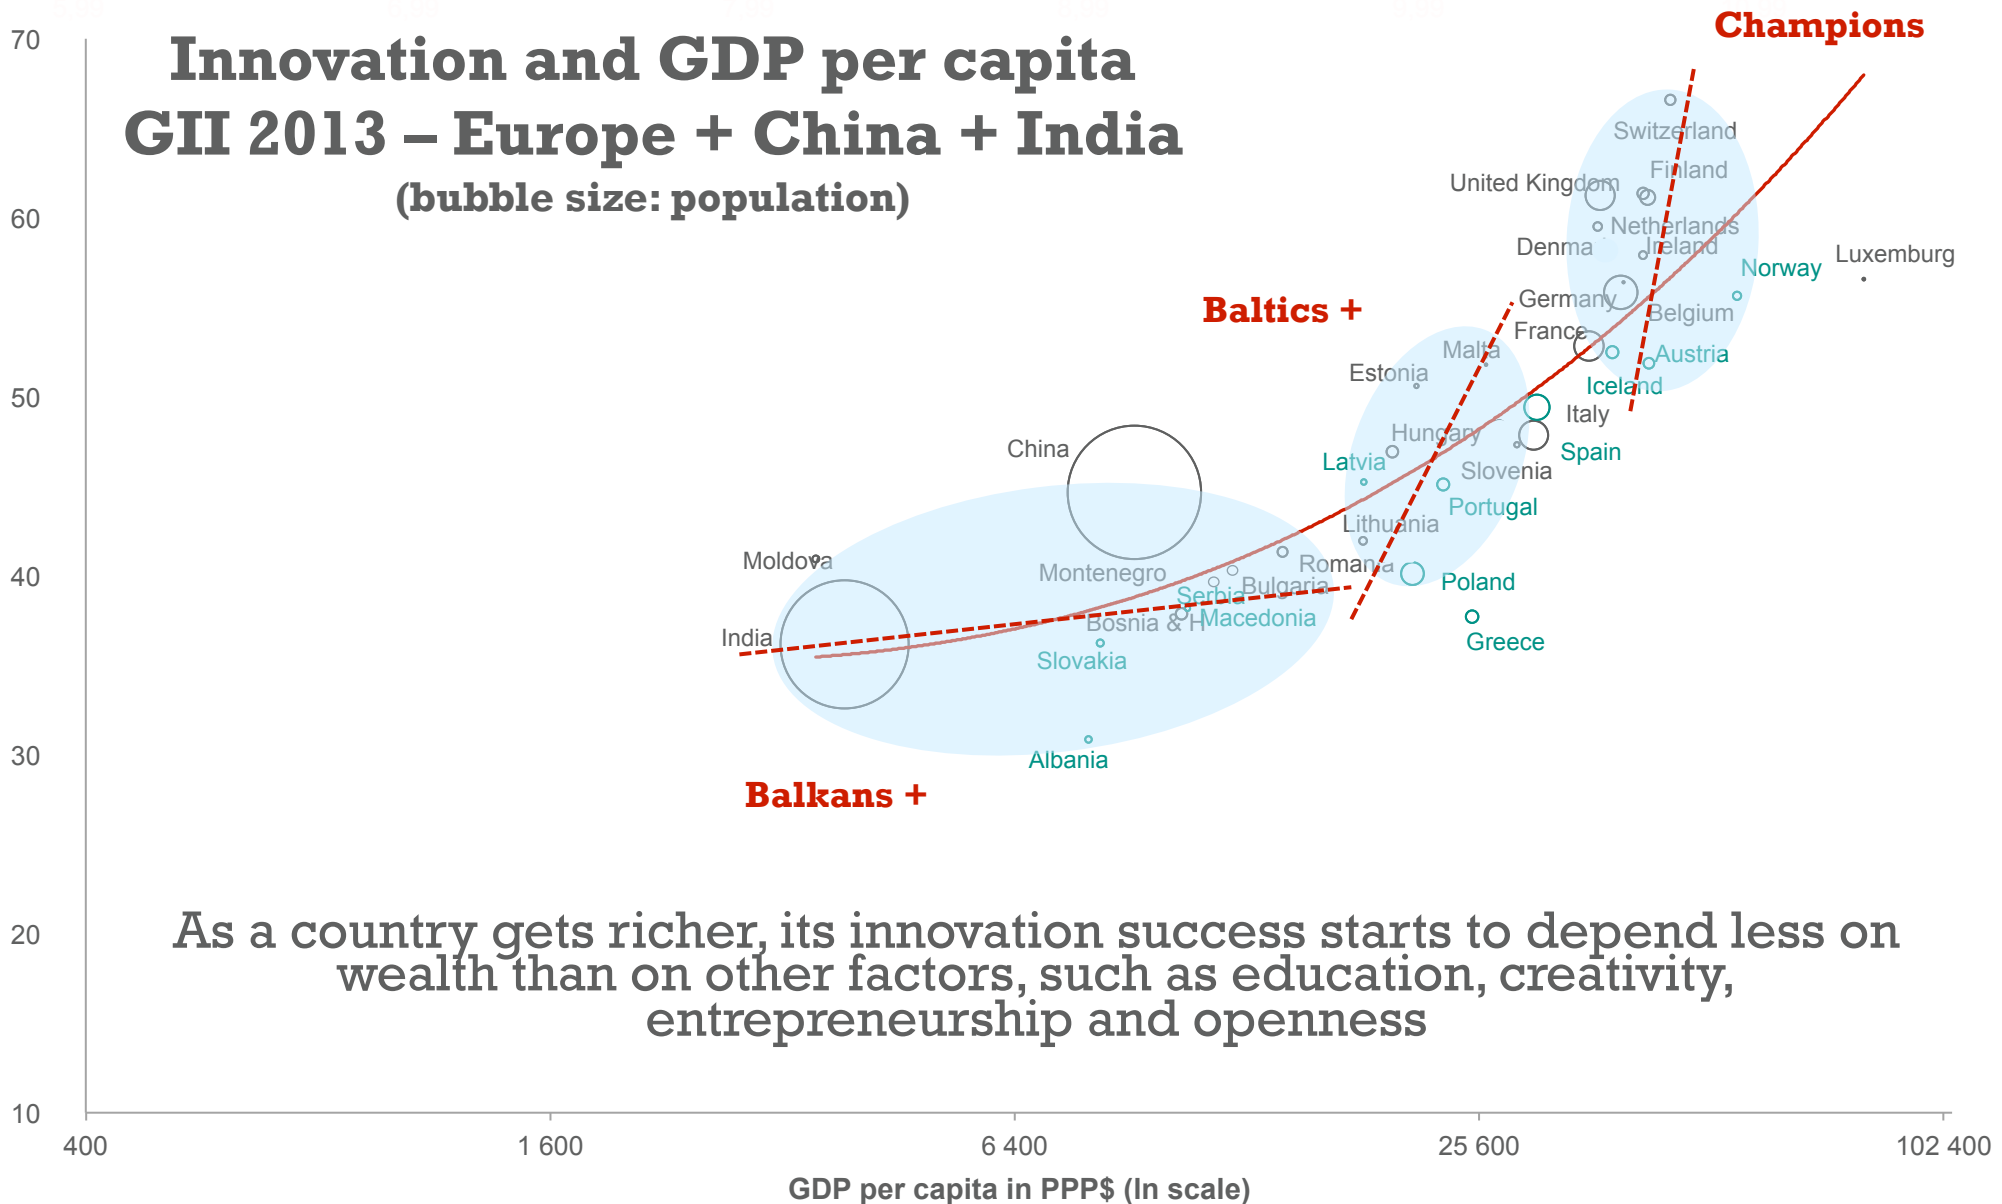 Champions
70
Innovation and GDP per capita
GII 2013 – Europe + China + India
(bubble size: population)
Switzerland
Finland
United Kingdom
60
Netherlands
Denma
Ireland
Luxemburg
Norway
Germany
Baltics +
Belgium
France
Malta
Austria
Estonia
Iceland
50
Italy
Hungary
China
Spain
Latvia
Slovenia
Portugal
Lithuania
Moldova
Romania
Montenegro
40
Poland
Bulgaria
Serbia
Macedonia
Bosnia & H
India
Greece
Slovakia
30
Albania
Balkans +
20
As a country gets richer, its innovation success starts to depend less on
wealth than on other factors, such as education, creativity,
entrepreneurship and openness
10
400
1 600
6 400
25 600
102 400
GDP per capita in PPP$ (ln scale)